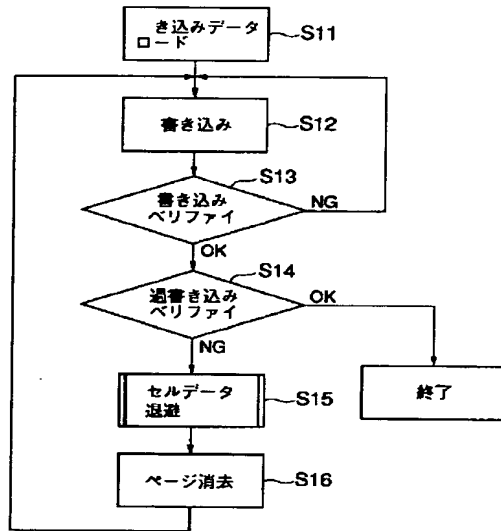 き込みデータ
ロード
S11
書き込み
S12
S13
書き込み
ベリファイ
NG
OK
S14
過書き込み
ベリファイ
OK
NG
セルデータ
退避
S15
終了
ページ消去
S16